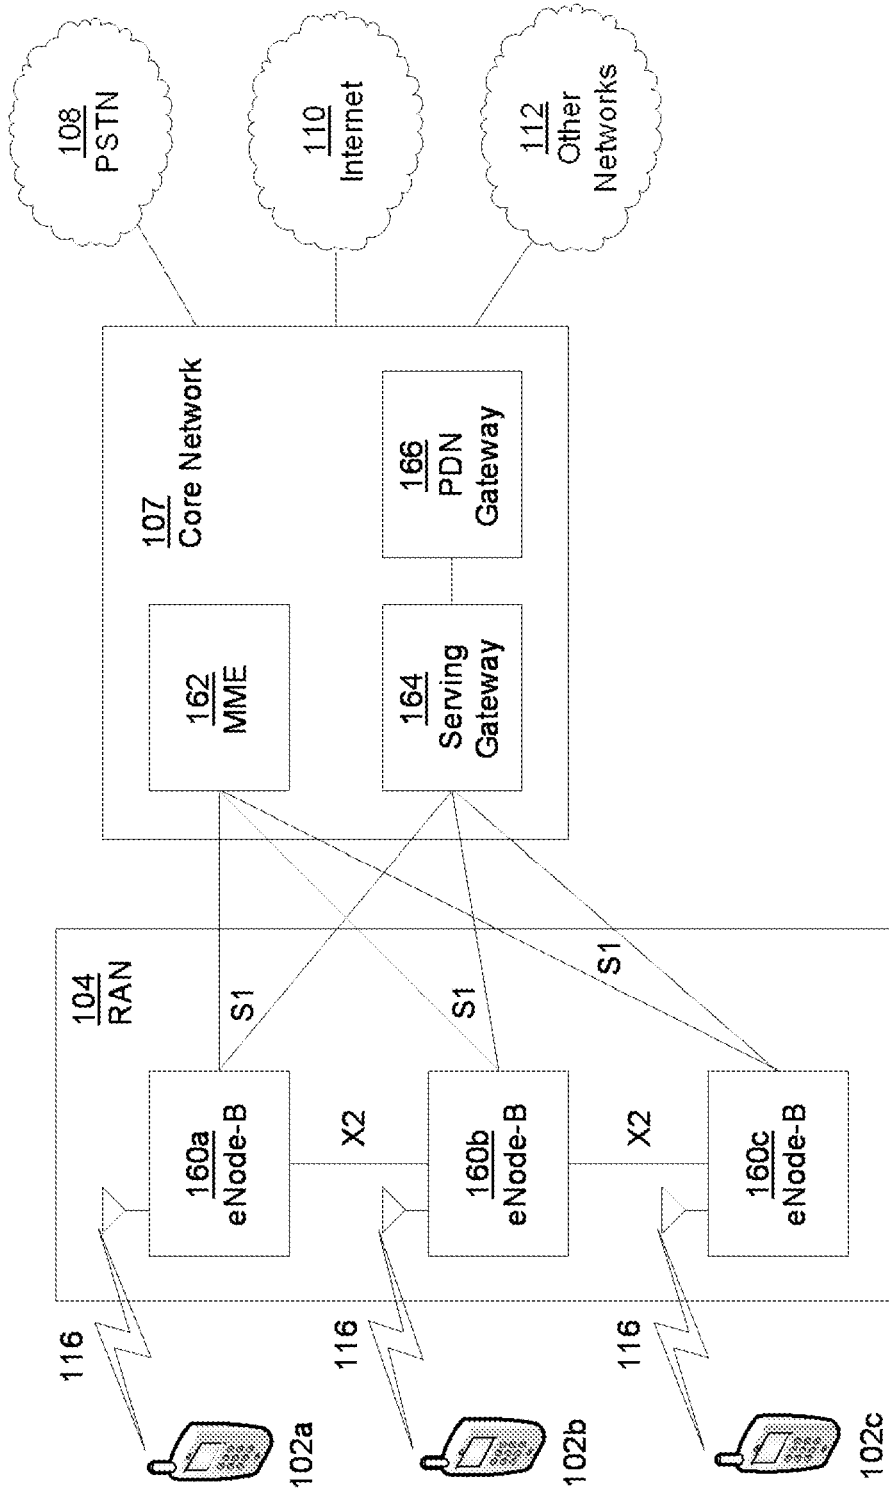 102a
116
160a
eNode-B
104
RAN
S1
X2
102b
116
160b
eNode-B
S1
X2
102c
116
160c
eNode-B
S1
107
Core Network
162
MME
164
Serving
Gateway
166
PDN
Gateway
108
PSTN
110
Internet
112
Other
Networks